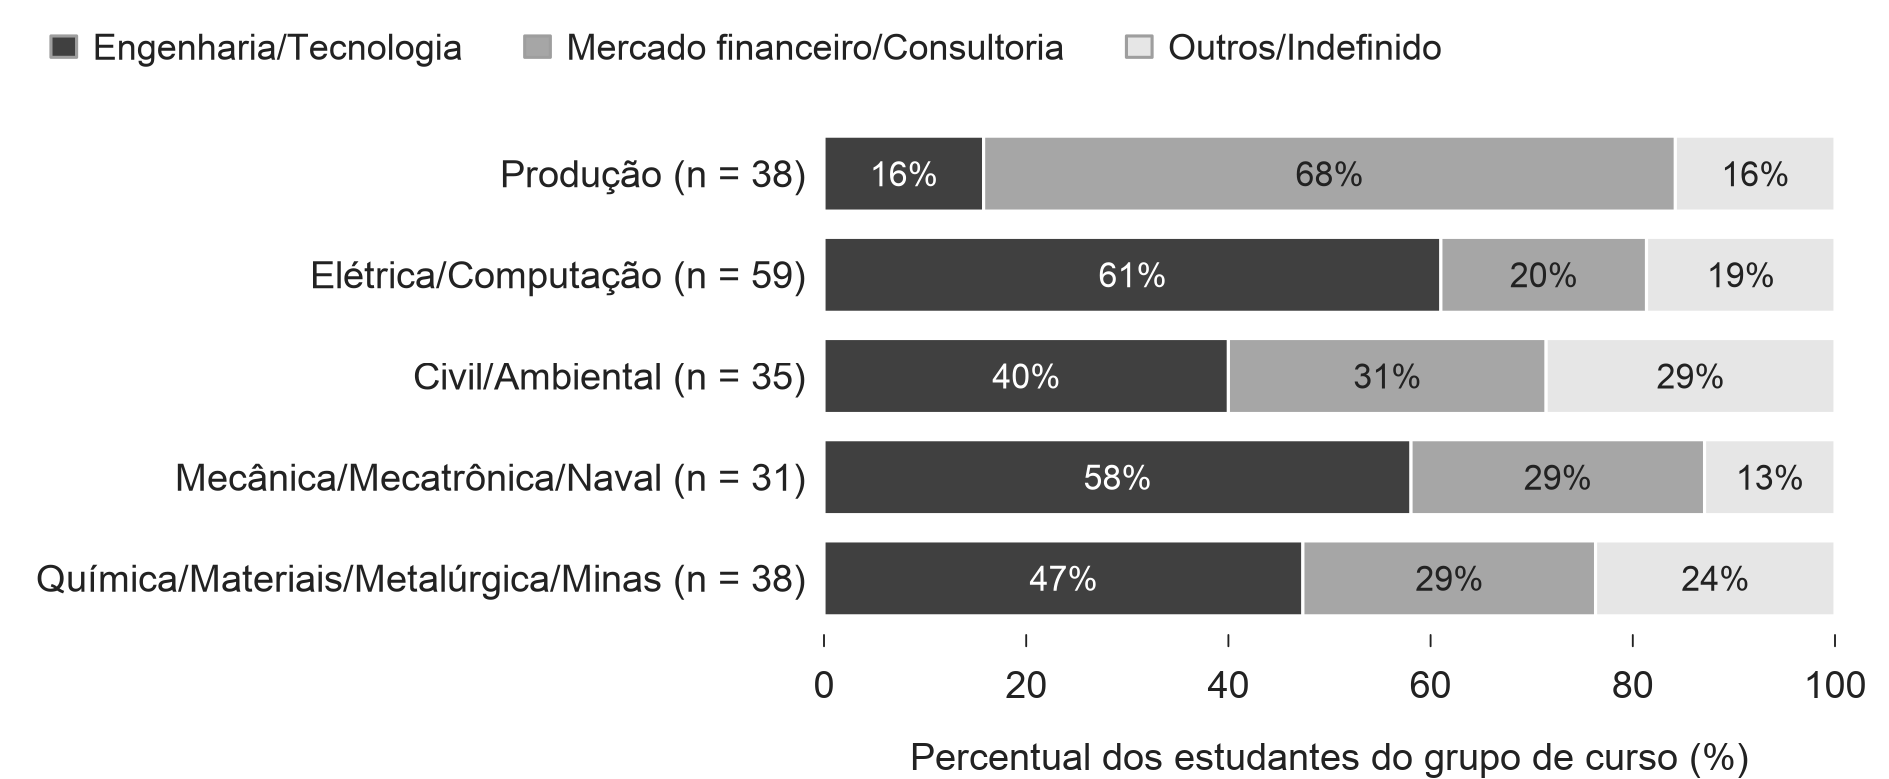 Engenharia/Tecnologia Mercado financeiro/Consultoria Outros/Indefinido
Produção (n = 38) 16% 68% 16%
Elétrica/Computação (n = 59) 61% 20% 19%
Civil/Ambiental (n = 35) 40% 31% 29%
Mecânica/Mecatrônica/Naval (n = 31) 58% 29% 13%
Química/Materiais/Metalúrgica/Minas (n = 38) 47% 29% 24%
0 20 40 60 80 100
Percentual dos estudantes do grupo de curso (%)